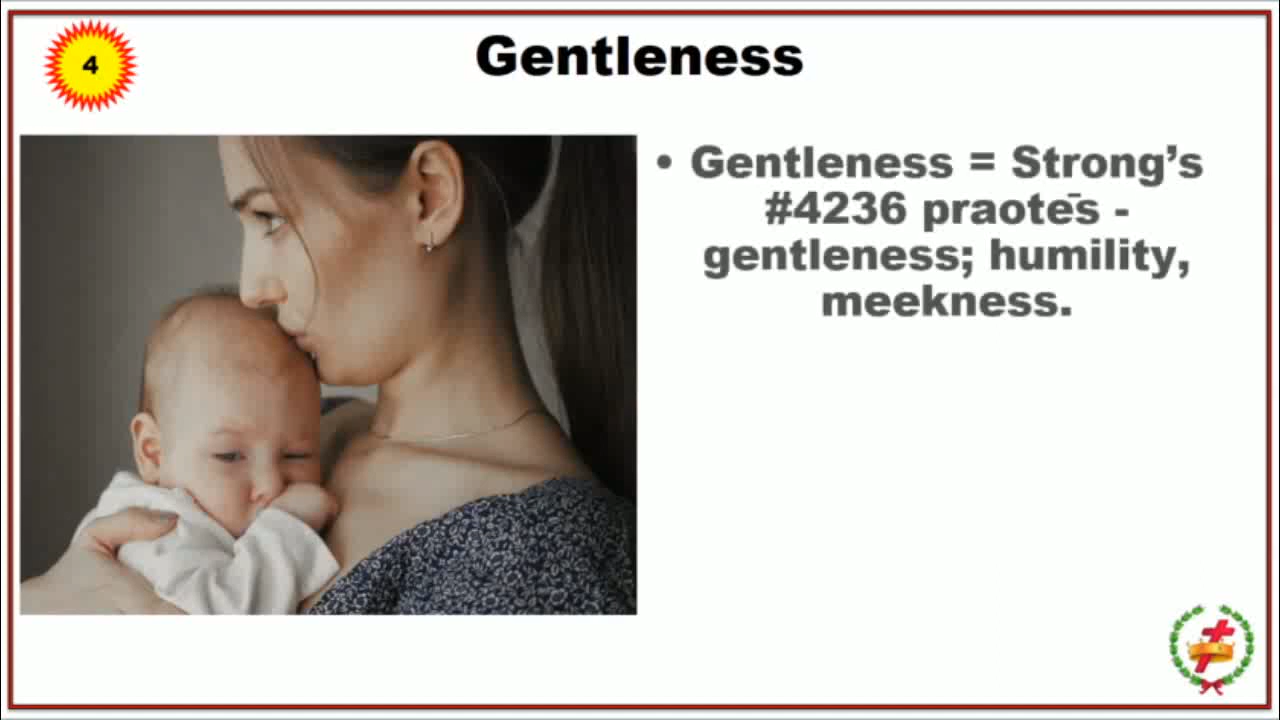 4
Gentleness
• Gentleness = Strong’s
#4236 praotēs -
gentleness; humility,
meekness.